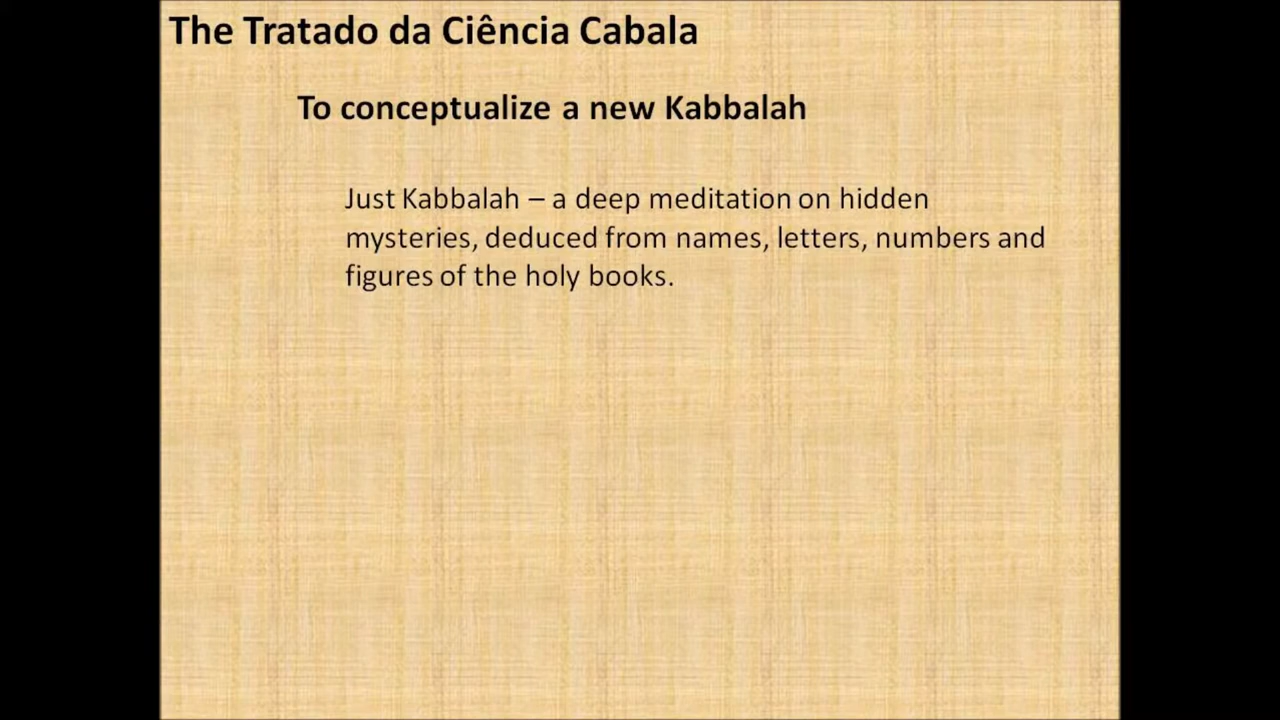 The Tratado da Ciência Cabala
To conceptualize a new Kabbalah
Just Kabbalah – a deep meditation on hidden
mysteries, deduced from names, letters, numbers and
figures of the holy books.